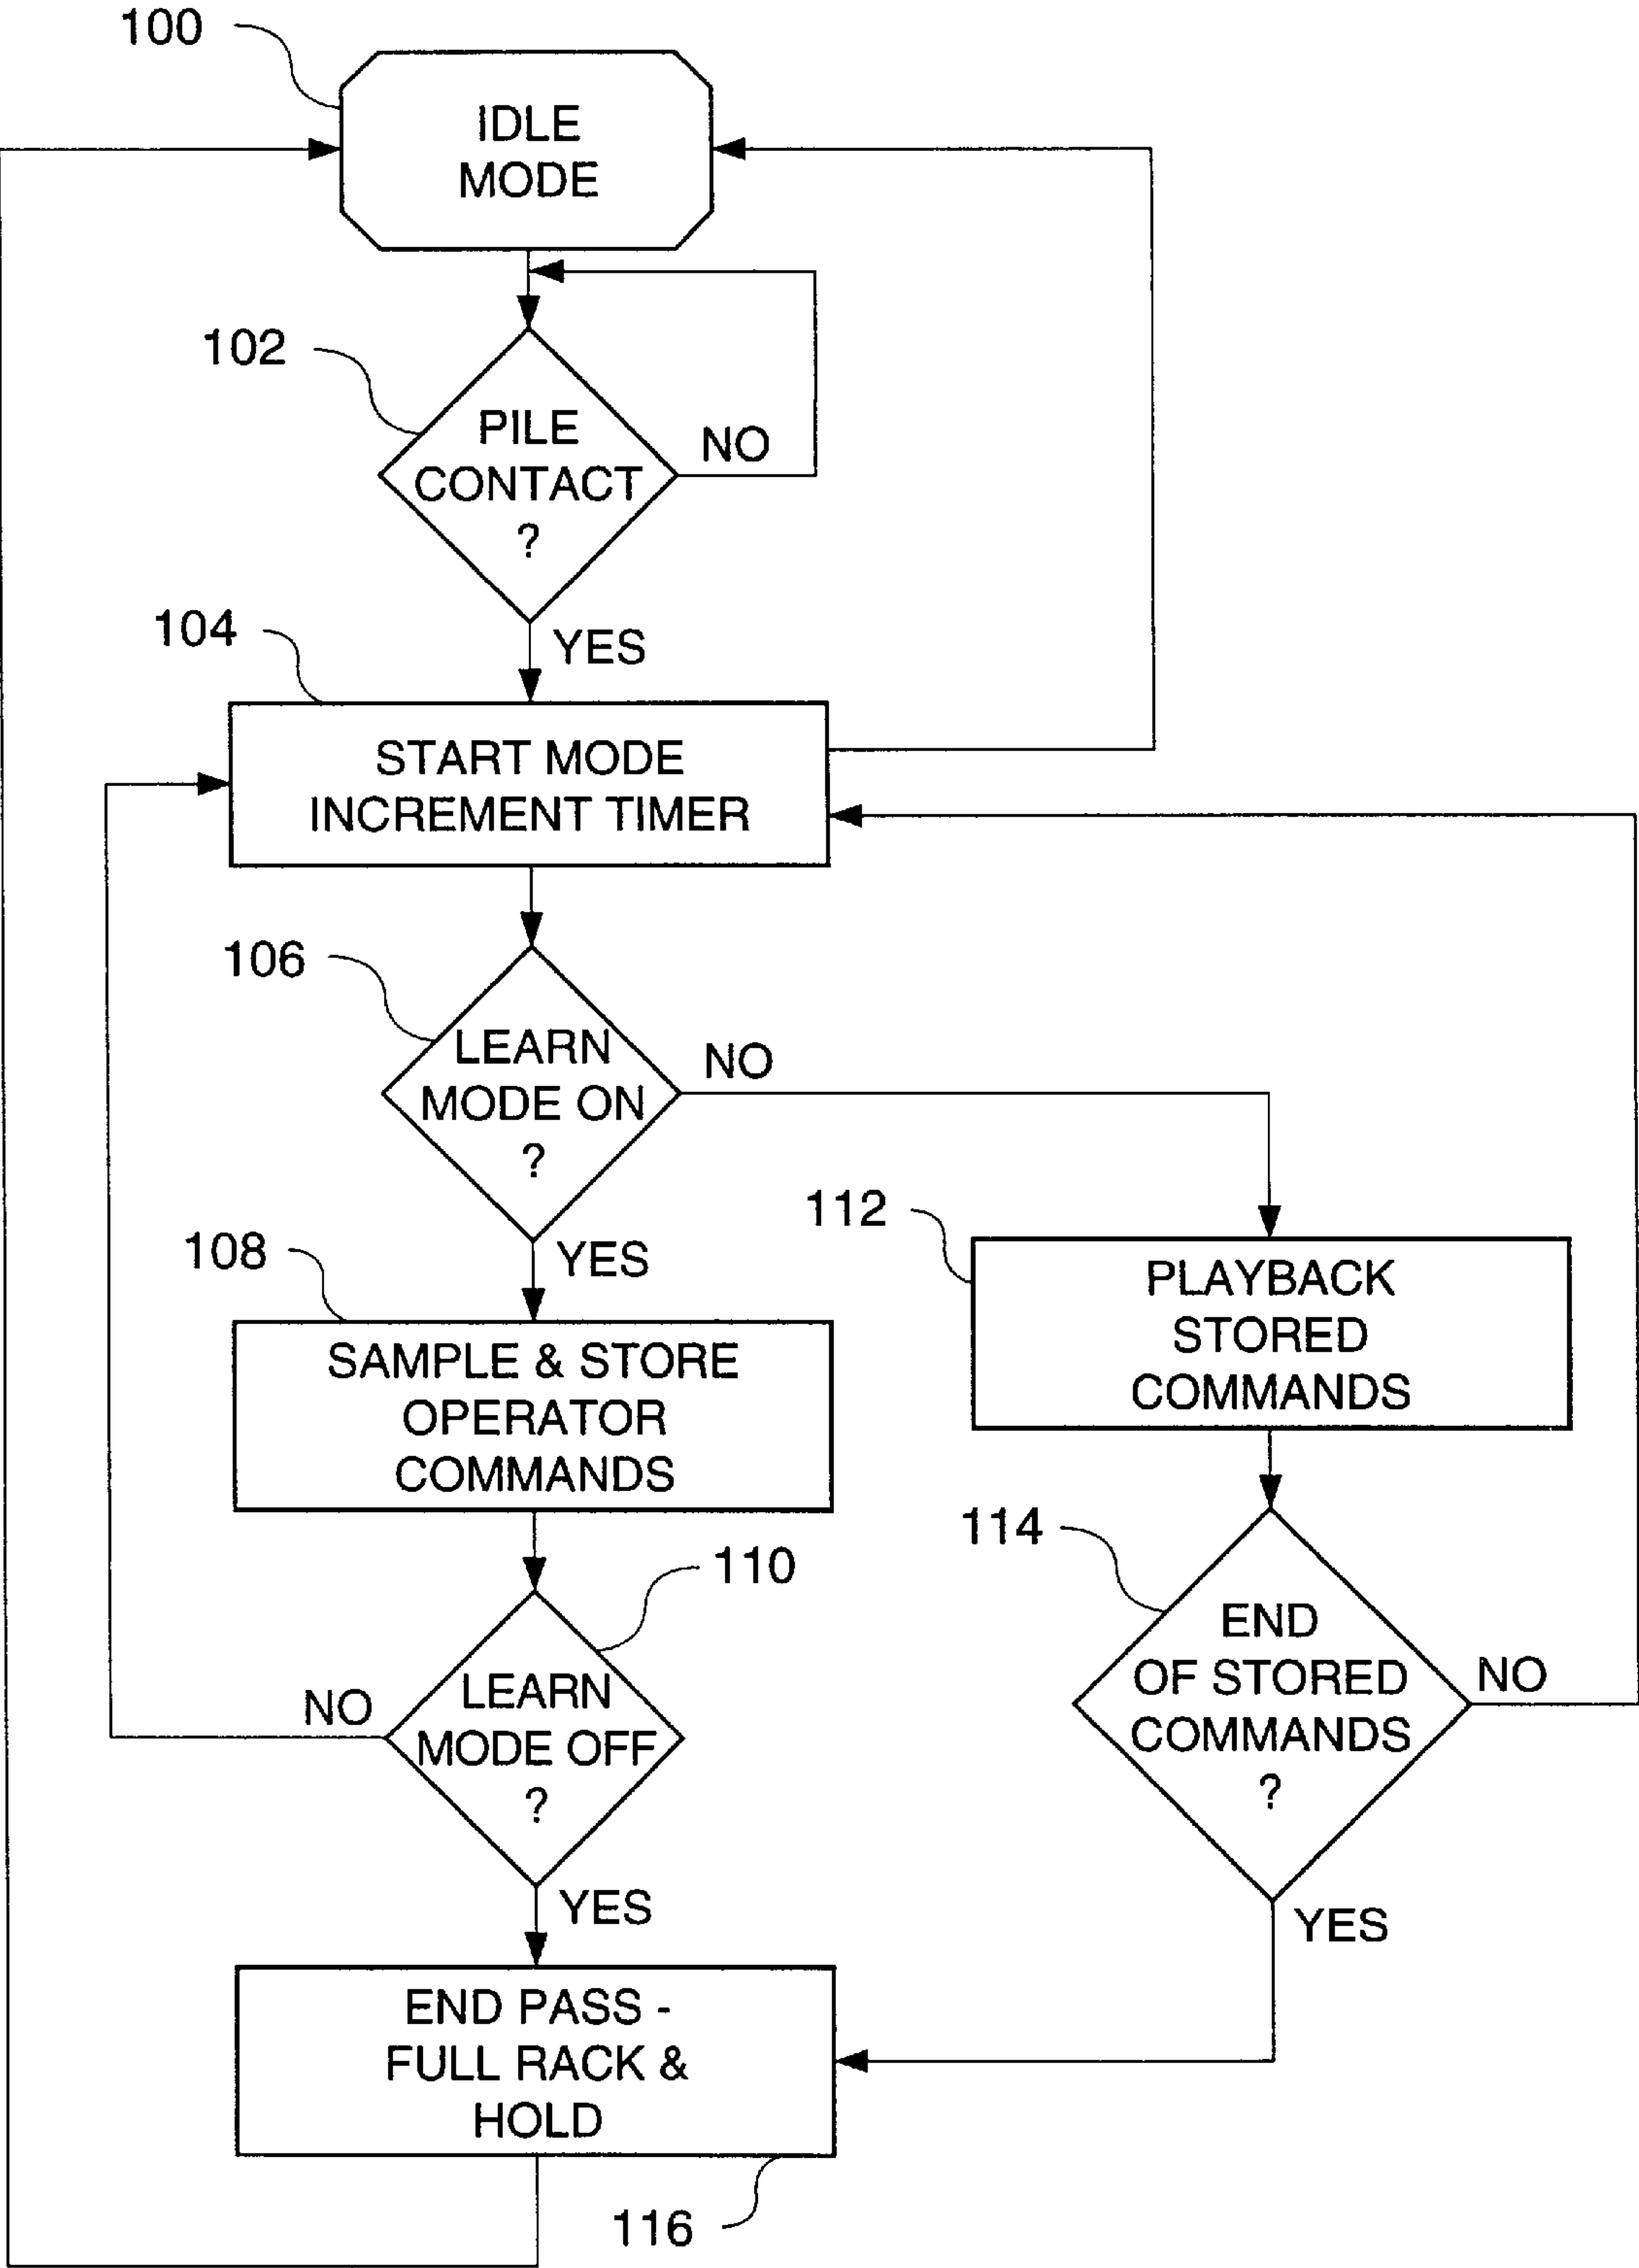 100
IDLE
MODE
102
PILE
CONTACT
?
NO
YES
104
START MODE
INCREMENT TIMER
106
LEARN
MODE ON
?
NO
YES
108
SAMPLE & STORE
OPERATOR
COMMANDS
112
PLAYBACK
STORED
COMMANDS
110
LEARN
MODE OFF
?
NO
YES
114
END
OF STORED
COMMANDS
?
NO
YES
END PASS -
FULL RACK &
HOLD
116